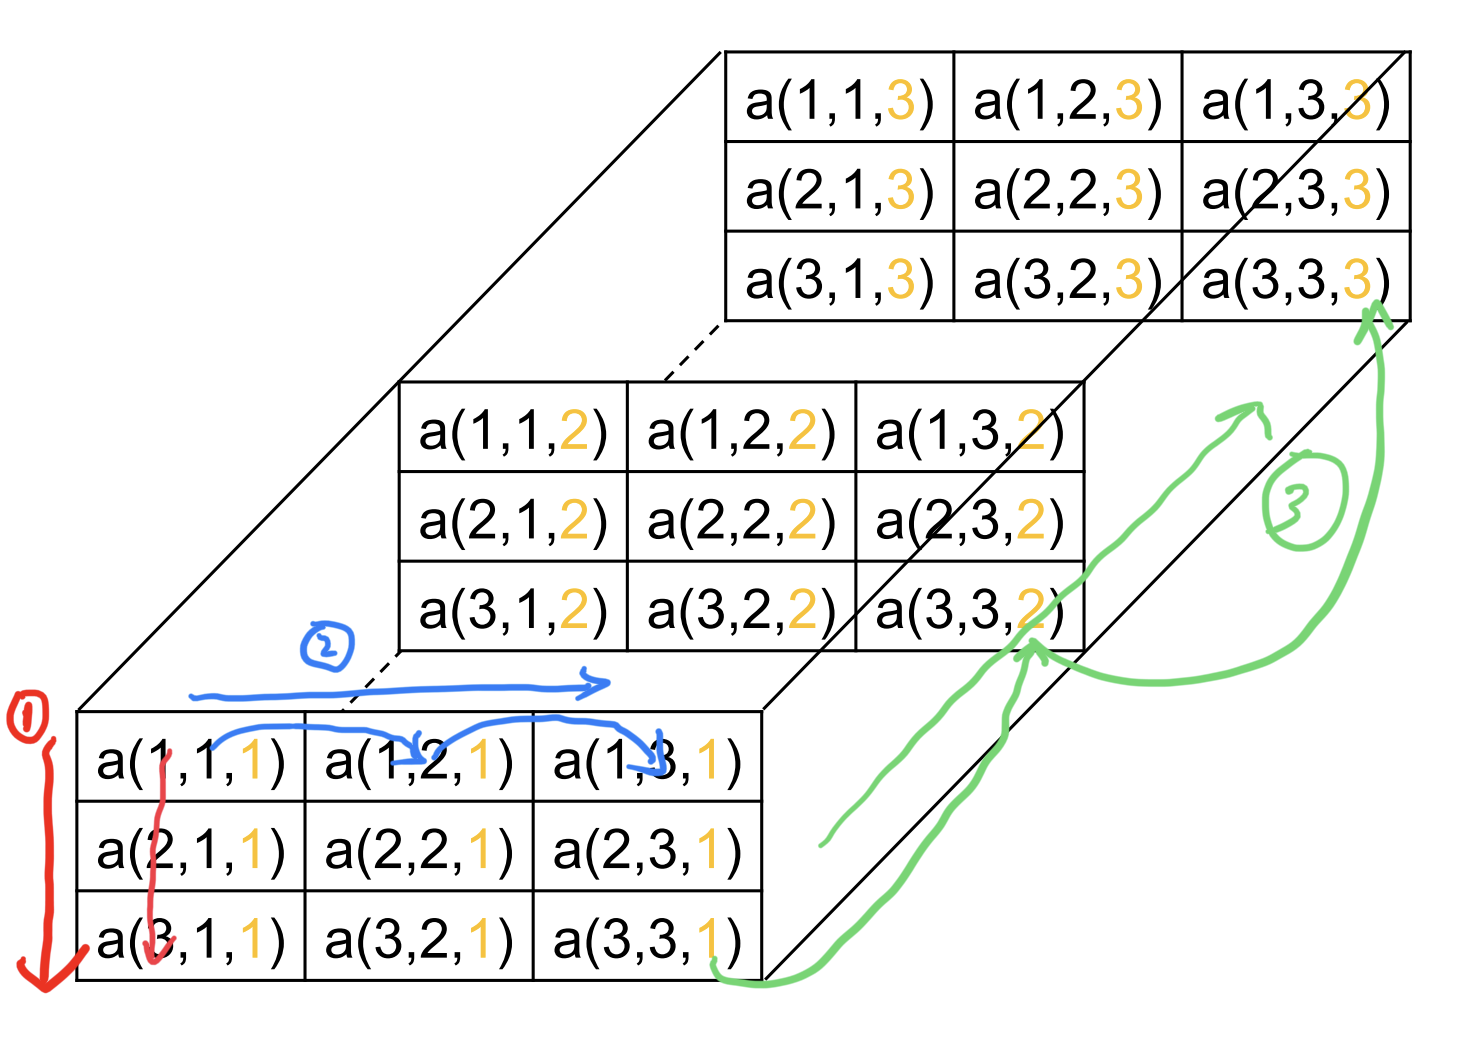 a(1,1,3) a(1,2,3) a(1,3,3)
a(2,1,3) a(2,2,3) a(2,3,3)
a(3,1,3) a(3,2,3) a(3,3,3)
a(1,1,2) a(1,2,2) a(1,3,2)
a(2,1,2) a(2,2,2) a(2,3,2)
3
a(3,1,2) a(3,2,2) a(3,3,2)
2
1
a(1,1,1) a(1,2,1) a(1,3,1)
a(2,1,1) a(2,2,1) a(2,3,1)
a(3,1,1) a(3,2,1) a(3,3,1)